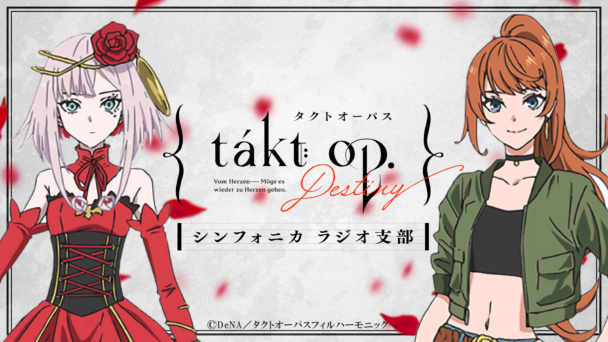 タクトオーパス
takt op.
Destiny
Vom Herzen— Möge es
wieder zu Herzen gehen.
シンフォニカ ラジオ支部
©DeNA／タクトオーパスフィルハーモニック